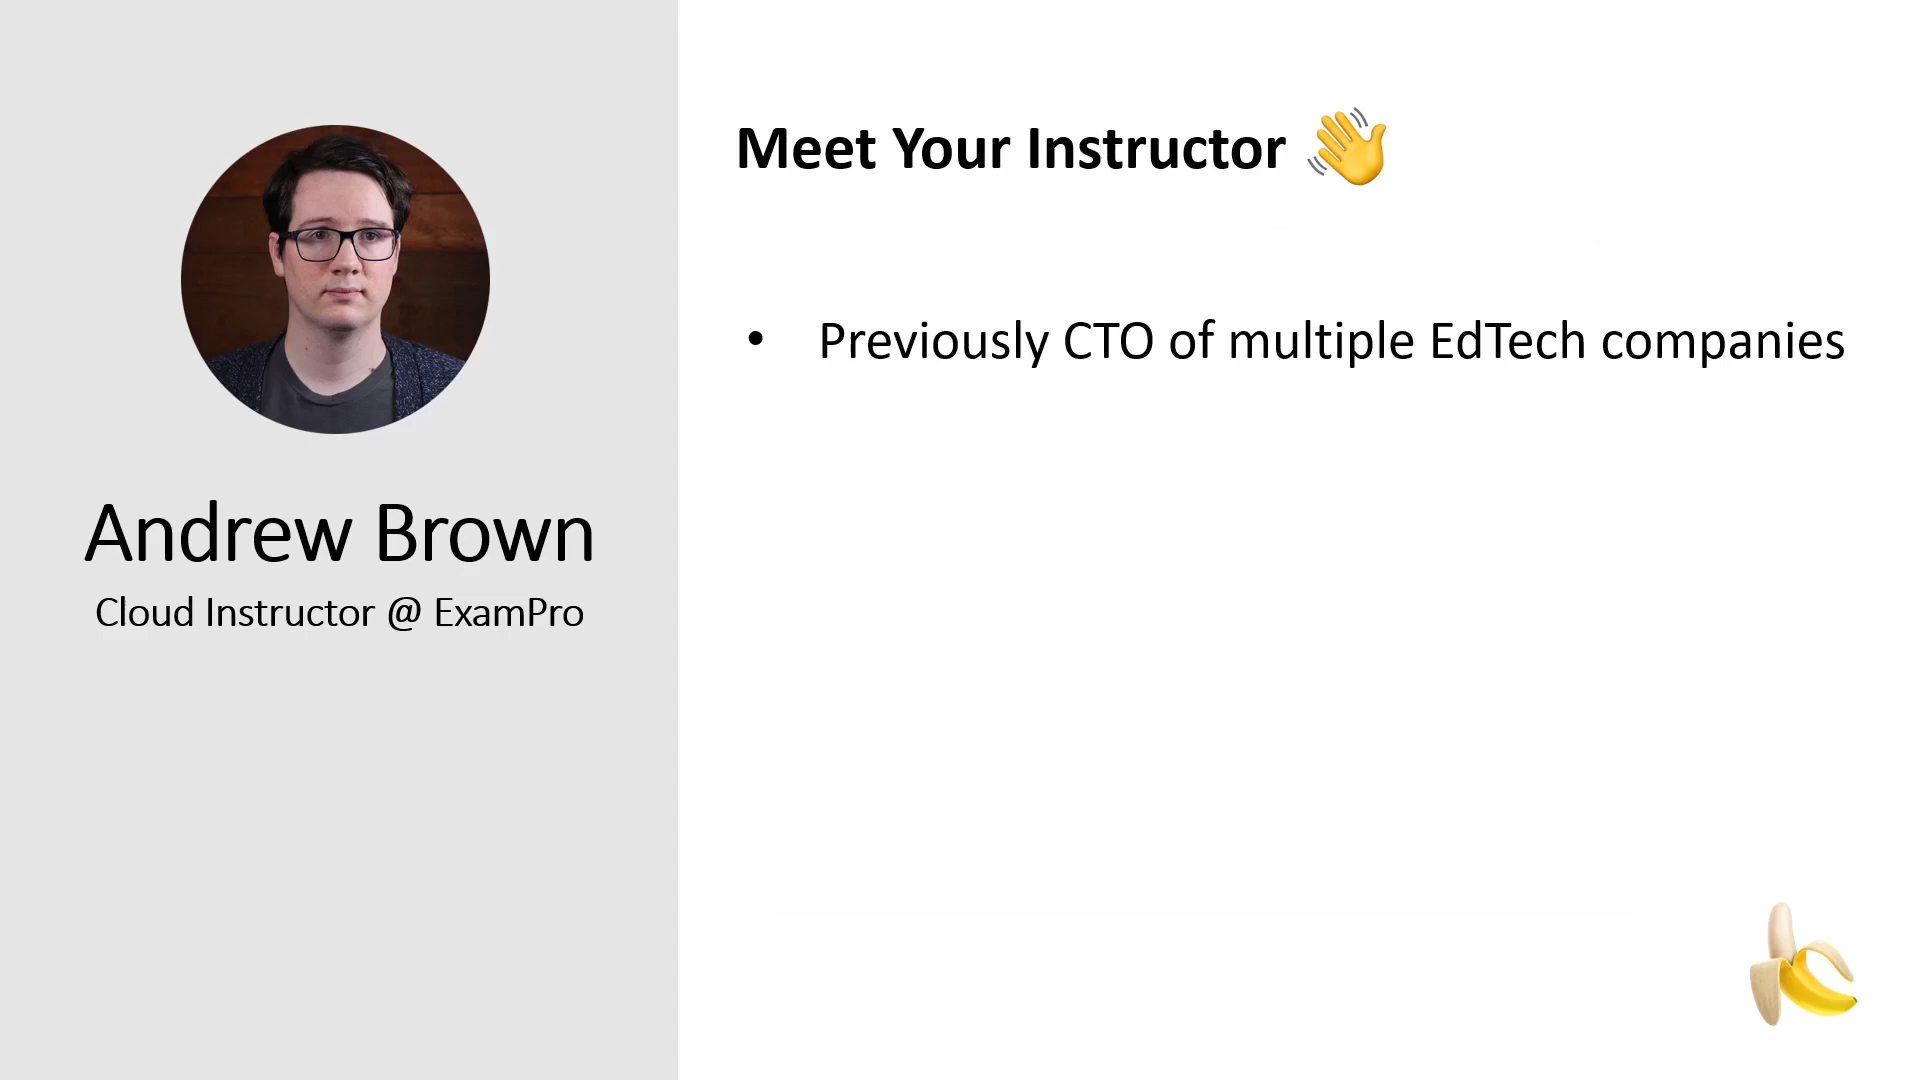 Meet Your Instructor 👋
• Previously CTO of multiple EdTech companies
Andrew Brown
Cloud Instructor @ ExamPro